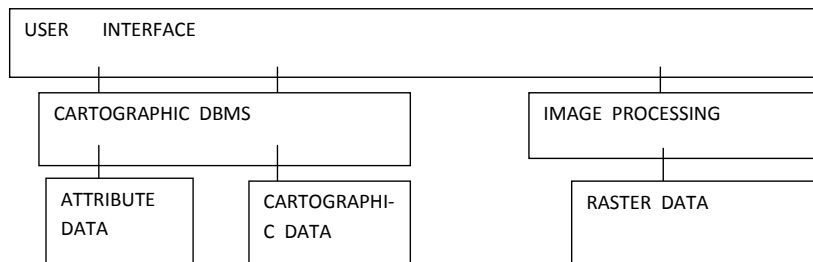 USER INTERFACE
CARTOGRAPHIC DBMS
IMAGE PROCESSING
ATTRIBUTE
DATA
CARTOGRAPHI-
C DATA
RASTER DATA